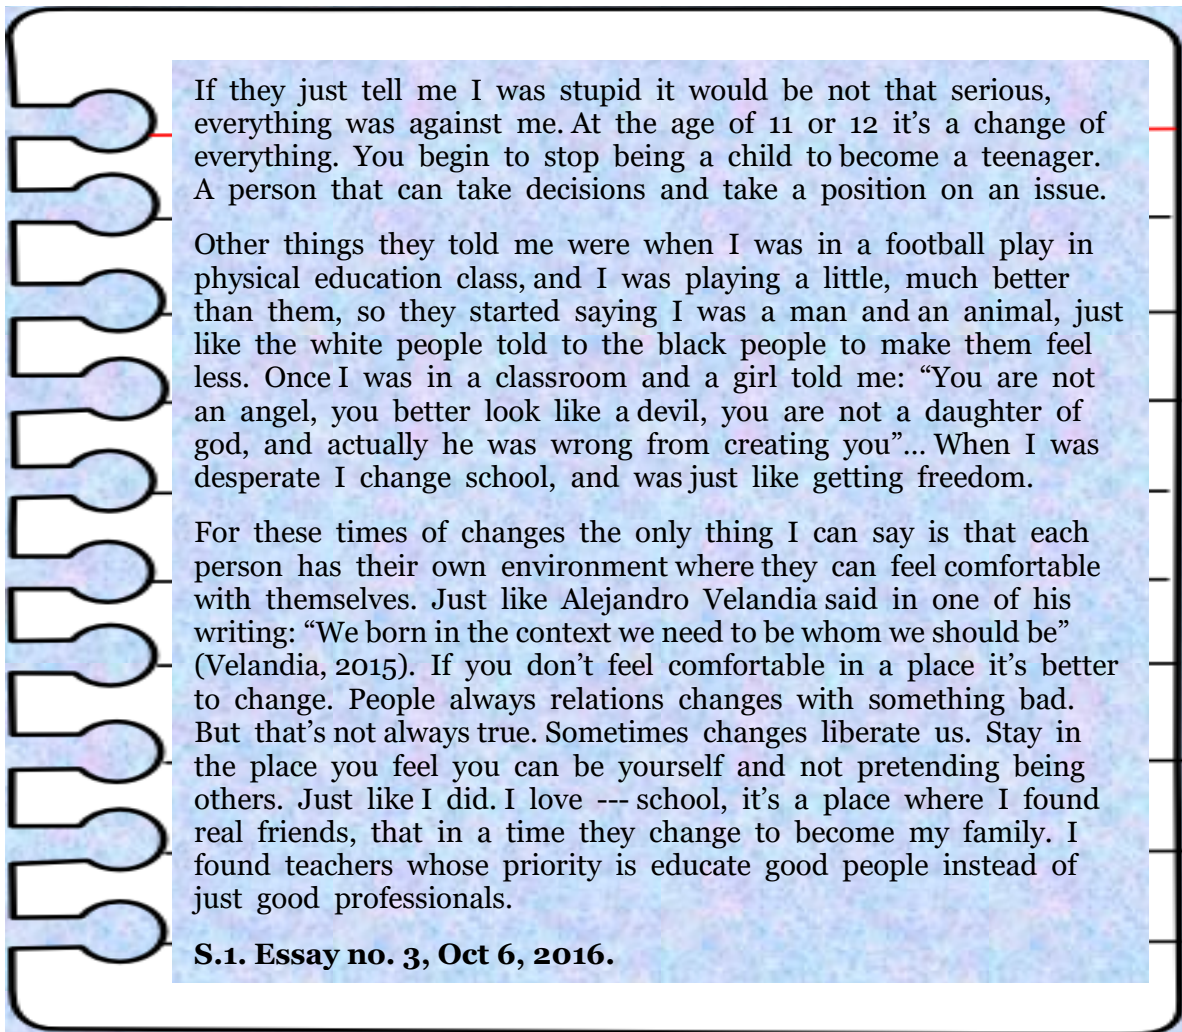 If they just tell me I was stupid it would be not that serious,
everything was against me. At the age of 11 or 12 it’s a change of
everything. You begin to stop being a child to become a teenager.
A person that can take decisions and take a position on an issue.
Other things they told me were when I was in a football play in
physical education class, and I was playing a little, much better
than them, so they started saying I was a man and an animal, just
like the white people told to the black people to make them feel
less. Once I was in a classroom and a girl told me: “You are not
an angel, you better look like a devil, you are not a daughter of
god, and actually he was wrong from creating you”... When I was
desperate I change school, and was just like getting freedom.
For these times of changes the only thing I can say is that each
person has their own environment where they can feel comfortable
with themselves. Just like Alejandro Velandia said in one of his
writing: “We born in the context we need to be whom we should be”
(Velandia, 2015). If you don’t feel comfortable in a place it’s better
to change. People always relations changes with something bad.
But that’s not always true. Sometimes changes liberate us. Stay in
the place you feel you can be yourself and not pretending being
others. Just like I did. I love --- school, it’s a place where I found
real friends, that in a time they change to become my family. I
found teachers whose priority is educate good people instead of
just good professionals.
S.1. Essay no. 3, Oct 6, 2016.